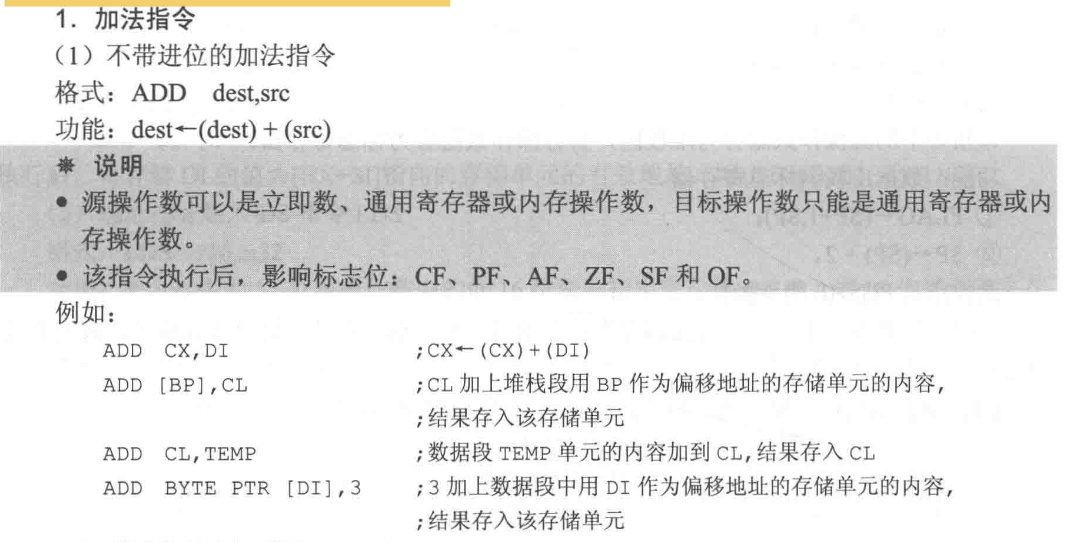 1. 加法指令
（1）不带进位的加法指令
格式：ADD dest,src
功能：dest←(dest) + (src)
* 说明
• 源操作数可以是立即数、通用寄存器或内存操作数，目标操作数只能是通用寄存器或内
存操作数。
• 该指令执行后，影响标志位：CF、PF、AF、ZF、SF 和 OF。
例如：
ADD CX,DI ;CX←(CX)+(DI)
ADD [BP],CL ;CL 加上堆栈段用 BP 作为偏移地址的存储单元的内容,
;结果存入该存储单元
ADD CL,TEMP ;数据段 TEMP 单元的内容加到 CL,结果存入 CL
ADD BYTE PTR [DI],3 ;3 加上数据段中用 DI 作为偏移地址的存储单元的内容,
;结果存入该存储单元